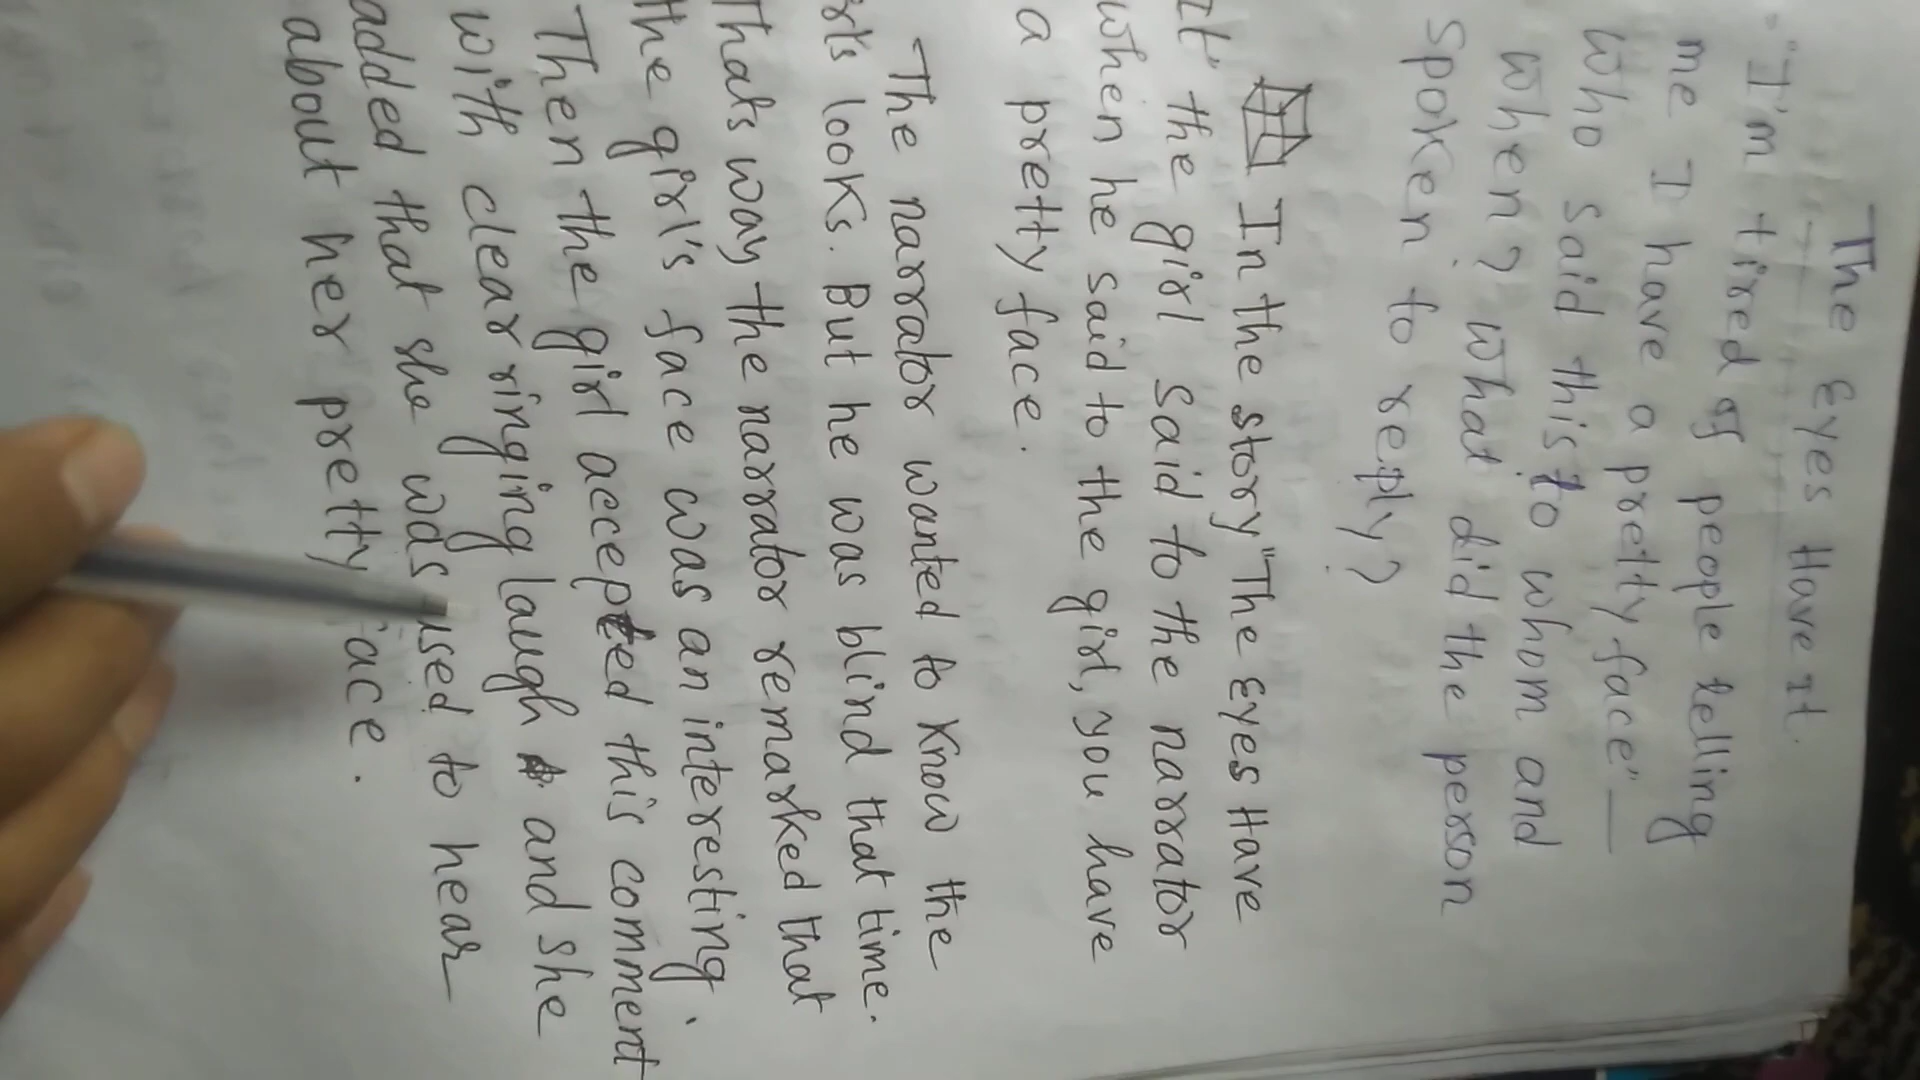 The Eyes Have It.
"I'm tired of people telling
me I have a pretty face" —
Who said this to whom and
when? What did the person
spoken to reply?
In the story "The Eyes Have
It" the girl said to the narrator
when he said to the girl, you have
a pretty face.
The narrator wanted to know the
looks. But he was blind that time.
Thats way the narrator remarked that
the girl's face was an interesting.
Then the girl accepted this comment
with clear ringing laugh and she
added that she was used to hear
about her pretty face.